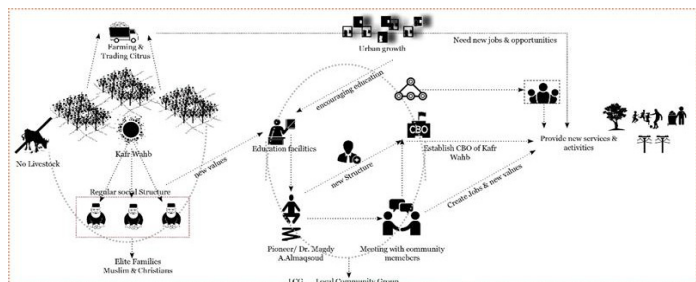 Farming &
Trading Citrus
Urban growth
Need new jobs & opportunities
encouraging education
No Livestock
Kafr Wahb
new values
Education facilities
new Structure
CBO
Establish CBO of Kafr
Wahb
Provide new services &
activities
Regular social Structure
Create Jobs & new values
Pioneer/ Dr. Magdy
A.Almaqsoud
Meeting with community
memebers
Elite Families
Muslim & Christians
LCG Local Community Group